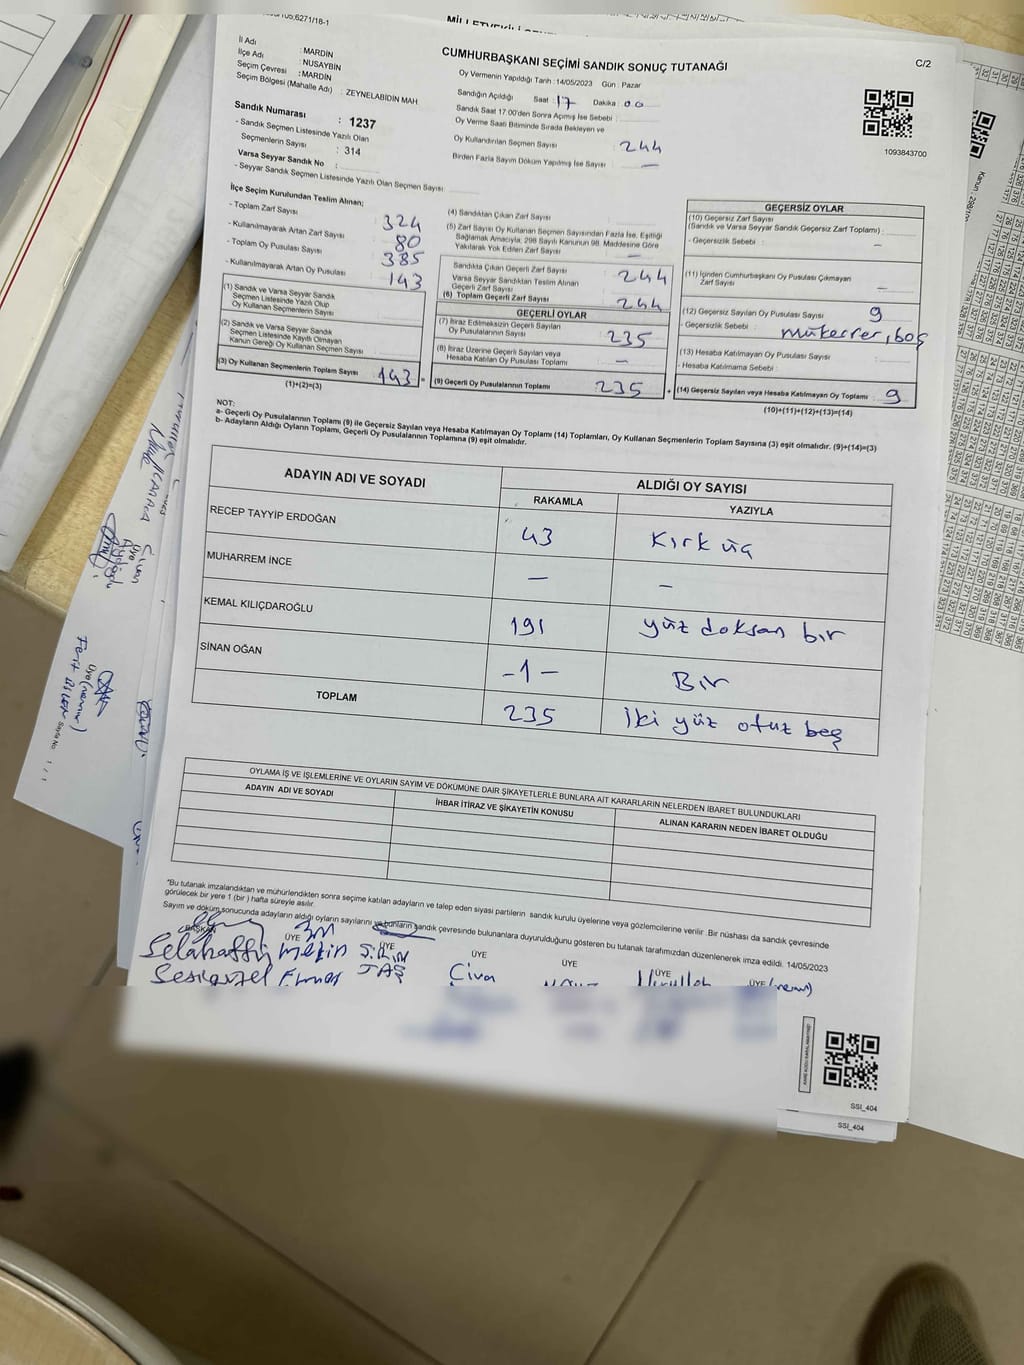 CUMHURBAŞKANI SEÇİMİ SANDIK SONUÇ TUTANAĞI
C/2
İl Adı : MARDİN
İlçe Adı : NUSAYBİN
Seçim Çevresi : MARDİN
Seçim Bölgesi (Mahalle Adı) : ZEYNELABİDİN MAH
Sandık Numarası : 1237
- Sandık Seçmen Listesinde Yazılı Olan
Seçmenlerin Sayısı : 314
Varsa Seyyar Sandık No :
- Seyyar Sandık Seçmen Listesinde Yazılı Olan Seçmen Sayısı :
Oy Vermenin Yapıldığı Tarih : 14/05/2023 Gün : Pazar
Sandığın Açıldığı Saat : 17 Dakika : 00
Sandık Saat 17:00'den Sonra Açılmış İse Sebebi :
Oy Verme Saati Bitiminde Sırada Bekleyen ve
Oy Kullandırılan Seçmen Sayısı : 244
Birden Fazla Sayım Döküm Yapılmış İse Sayısı : —
1093843700
İlçe Seçim Kurulundan Teslim Alınan;
- Toplam Zarf Sayısı : 324
- Kullanılmayarak Artan Zarf Sayısı : 80
- Toplam Oy Pusulası Sayısı : 385
- Kullanılmayarak Artan Oy Pusulası : 143
(1) Sandık ve Varsa Seyyar Sandık
Seçmen Listesinde Yazılı Olup
Oy Kullanan Seçmenlerin Sayısı :
(2) Sandık ve Varsa Seyyar Sandık
Seçmen Listesinde Kayıtlı Olmayan
Kanun Gereği Oy Kullanan Seçmen Sayısı :
(3) Oy Kullanan Seçmenlerin Toplam Sayısı : 143
(1)+(2)=(3)
(4) Sandıktan Çıkan Zarf Sayısı :
(5) Zarf Sayısı Oy Kullanan Seçmen Sayısından Fazla İse, Eşitliği
Sağlamak Amacıyla; 298 Sayılı Kanunun 98. Maddesine Göre
Yakılarak Yok Edilen Zarf Sayısı : —
Sandıkta Çıkan Geçerli Zarf Sayısı : 244
Varsa Seyyar Sandıktan Teslim Alınan
Geçerli Zarf Sayısı :
(6) Toplam Geçerli Zarf Sayısı : 244
GEÇERLİ OYLAR
(7) İtiraz Edilmeksizin Geçerli Sayılan
Oy Pusulalarının Sayısı : 235
(8) İtiraz Üzerine Geçerli Sayılan veya
Hesaba Katılan Oy Pusulası Toplamı : —
(9) Geçerli Oy Pusulalarının Toplamı : 235
GEÇERSİZ OYLAR
(10) Geçersiz Zarf Sayısı
(Sandık ve Varsa Seyyar Sandık Geçersiz Zarf Toplamı) :
- Geçersizlik Sebebi : —
(11) İçinden Cumhurbaşkanı Oy Pusulası Çıkmayan
Zarf Sayısı : —
(12) Geçersiz Sayılan Oy Pusulası Sayısı : 9
- Geçersizlik Sebebi : mükerrer, boş
(13) Hesaba Katılmayan Oy Pusulası Sayısı :
- Hesaba Katılmama Sebebi :
(14) Geçersiz Sayılan veya Hesaba Katılmayan Oy Toplamı : 9
(10)+(11)+(12)+(13)=(14)
NOT:
a- Geçerli Oy Pusulalarının Toplamı (9) ile Geçersiz Sayılan veya Hesaba Katılmayan Oy Toplamı (14) Toplamları, Oy Kullanan Seçmenlerin Toplam Sayısına (3) eşit olmalıdır. (9)+(14)=(3)
b- Adayların Aldığı Oyların Toplamı, Geçerli Oy Pusulalarının Toplamına (9) eşit olmalıdır.
ADAYIN ADI VE SOYADI ALDIĞI OY SAYISI
RAKAMLA YAZIYLA
RECEP TAYYİP ERDOĞAN 43 Kırk üç
MUHARREM İNCE — —
KEMAL KILIÇDAROĞLU 191 yüz doksan bir
SİNAN OĞAN -1- Bir
TOPLAM 235 İki yüz otuz beş
OYLAMA İŞ VE İŞLEMLERİNE VE OYLARIN SAYIM VE DÖKÜMÜNE DAİR ŞİKAYETLERLE BUNLARA AİT KARARLARIN NELERDEN İBARET BULUNDUKLARI
ADAYIN ADI VE SOYADI İHBAR İTİRAZ VE ŞİKAYETİN KONUSU ALINAN KARARIN NEDEN İBARET OLDUĞU
*Bu tutanak imzalandıktan ve mühürlendikten sonra seçime katılan adayların ve talep eden siyasi partilerin sandık kurulu üyelerine veya gözlemcilerine verilir. Bir nüshası da sandık çevresinde
görülecek bir yere 1 (bir) hafta süreyle asılır.
Sayım ve döküm sonucunda adayların aldığı oyların sayılarını ve bunların sandık çevresinde bulunanlara duyurulduğunu gösteren bu tutanak tarafımızdan düzenlenerek imza edildi. 14/05/2023
BAŞKAN ÜYE ÜYE ÜYE ÜYE ÜYE ÜYE
TAŞ
SSI_404
SSI_404